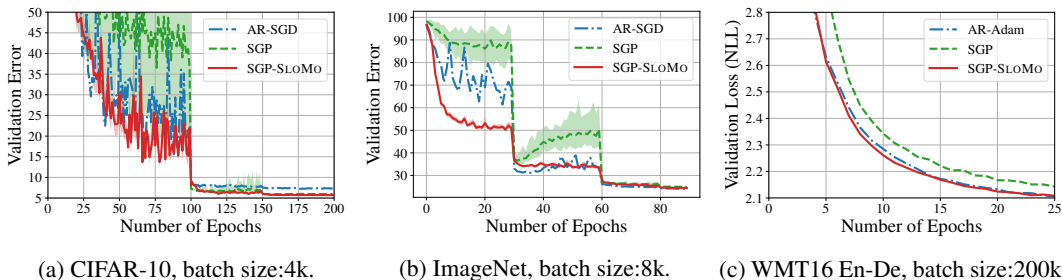 50
45
40
35
30
25
20
15
10
5
0
25
50
75
100
125
150
175
200
Validation Error
Number of Epochs
AR-SGD
SGP
SGP-SLOMO
100
90
80
70
60
50
40
30
0
20
40
60
80
Validation Error
Number of Epochs
AR-SGD
SGP
SGP-SLOMO
2.8
2.7
2.6
2.5
2.4
2.3
2.2
2.1
0
5
10
15
20
25
Validation Loss (NLL)
Number of Epochs
AR-Adam
SGP
SGP-SLOMO
(a) CIFAR-10, batch size:4k.
(b) ImageNet, batch size:8k.
(c) WMT16 En-De, batch size:200k